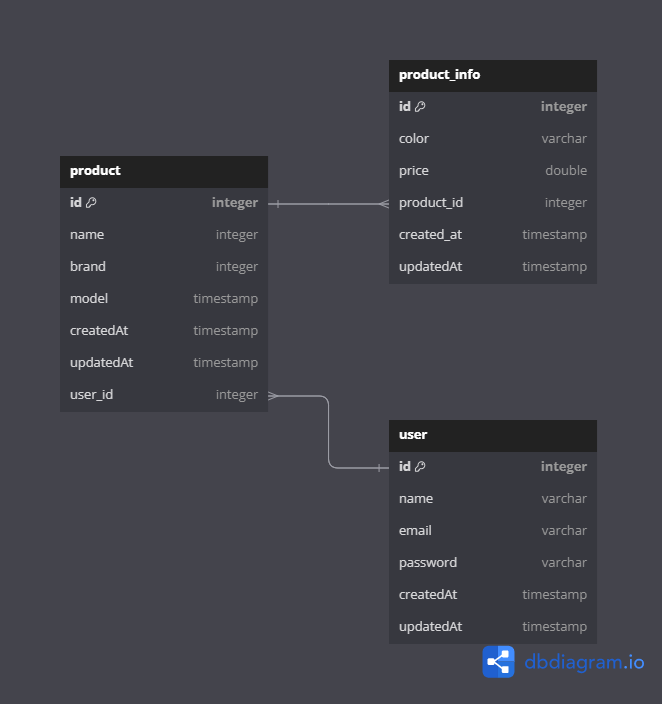 product
id integer
name integer
brand integer
model timestamp
createdAt timestamp
updatedAt timestamp
user_id integer
product_info
id integer
color varchar
price double
product_id integer
created_at timestamp
updatedAt timestamp
user
id integer
name varchar
email varchar
password varchar
createdAt timestamp
updatedAt timestamp
dbdiagram.io